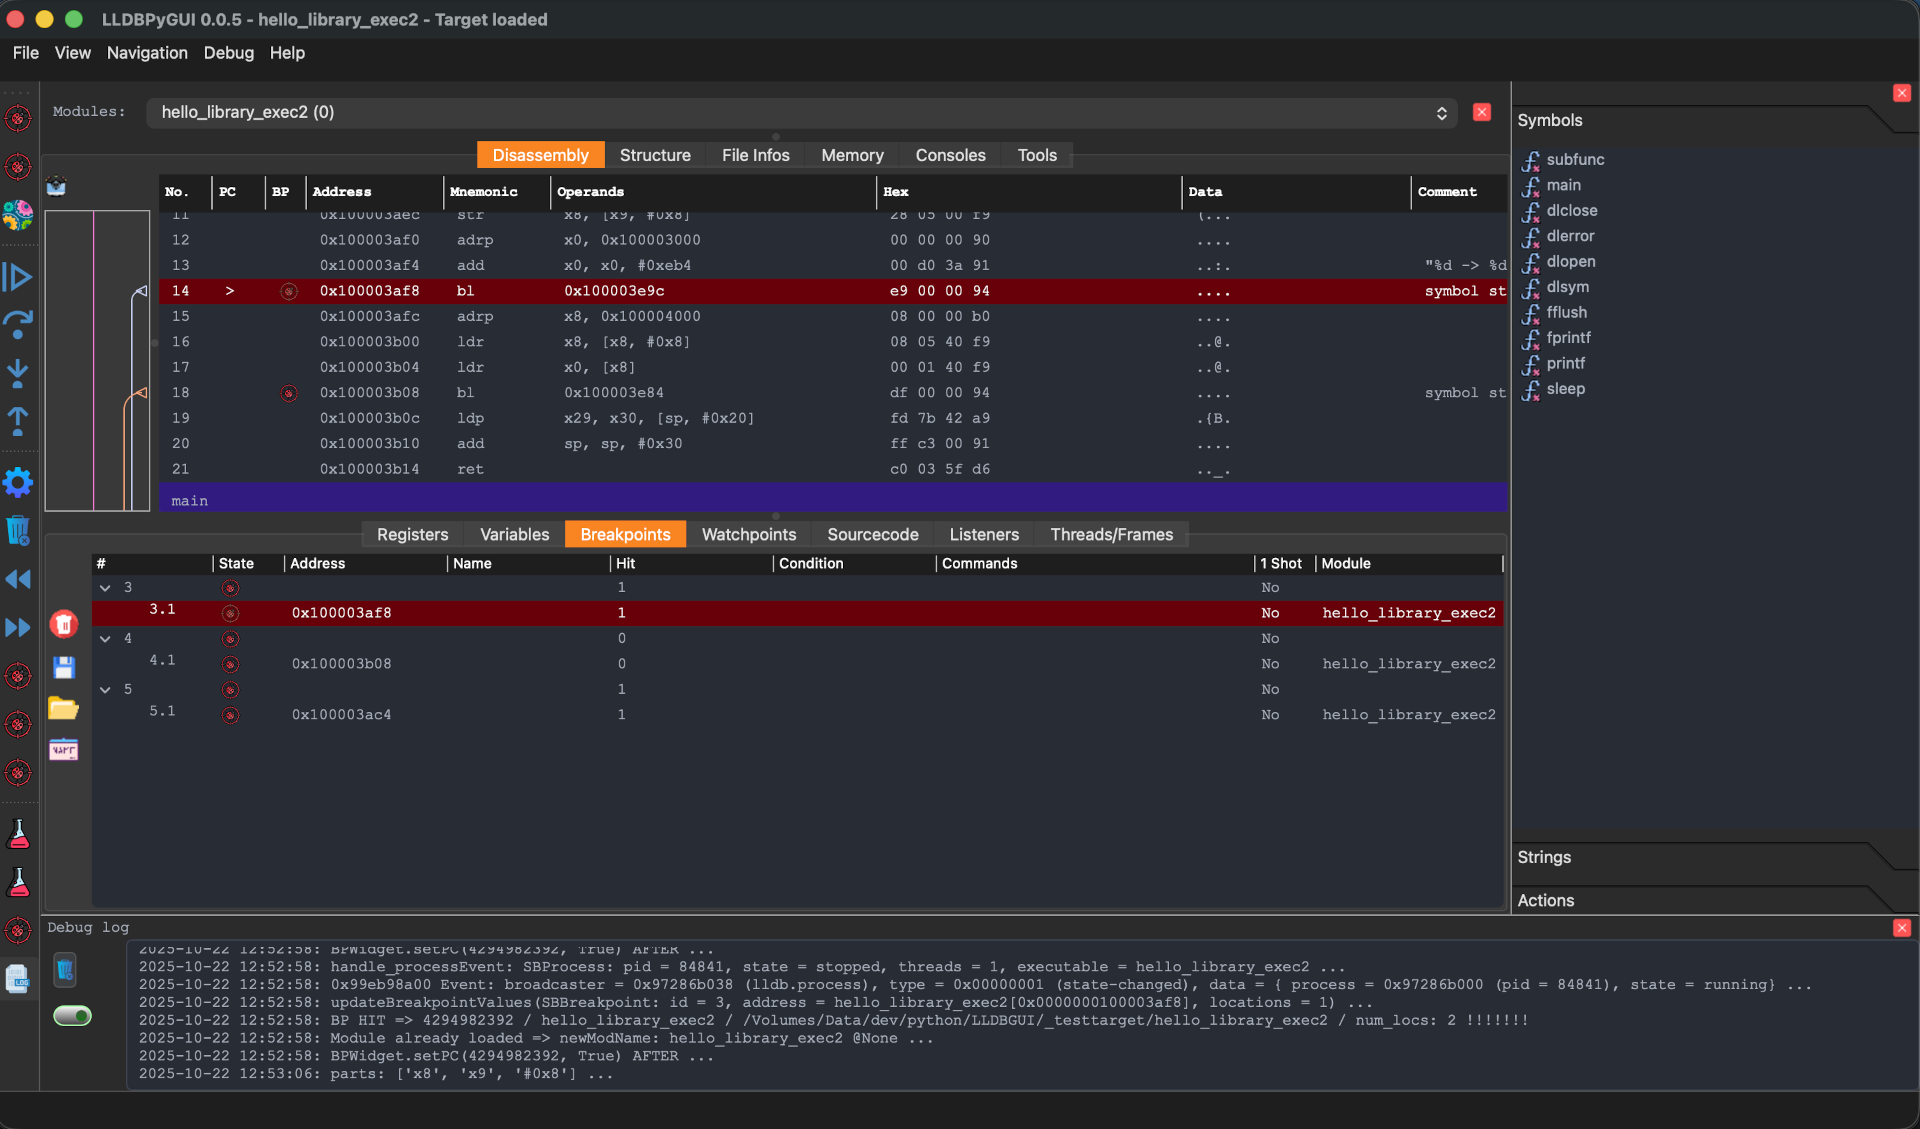 LLDBPyGUI 0.0.5 - hello_library_exec2 - Target loaded
File View Navigation Debug Help
Modules: hello_library_exec2 (0)
Disassembly Structure File Infos Memory Consoles Tools
No. PC BP Address Mnemonic Operands Hex Data Comment
11 0x100003aec str x8, [x9, #0x8] 28 05 00 f9 (...
12 0x100003af0 adrp x0, 0x100003000 00 00 00 90 ....
13 0x100003af4 add x0, x0, #0xeb4 00 d0 3a 91 ..:. "%d -> %d
14 > 0x100003af8 bl 0x100003e9c e9 00 00 94 .... symbol st
15 0x100003afc adrp x8, 0x100004000 08 00 00 b0 ....
16 0x100003b00 ldr x8, [x8, #0x8] 08 05 40 f9 ..@.
17 0x100003b04 ldr x0, [x8] 00 01 40 f9 ..@.
18 0x100003b08 bl 0x100003e84 df 00 00 94 .... symbol st
19 0x100003b0c ldp x29, x30, [sp, #0x20] fd 7b 42 a9 .{B.
20 0x100003b10 add sp, sp, #0x30 ff c3 00 91 ....
21 0x100003b14 ret c0 03 5f d6 .._.
main
Registers Variables Breakpoints Watchpoints Sourcecode Listeners Threads/Frames
# State Address Name Hit Condition Commands 1 Shot Module
3 1 No
3.1 0x100003af8 1 No hello_library_exec2
4 0 No
4.1 0x100003b08 0 No hello_library_exec2
5 1 No
5.1 0x100003ac4 1 No hello_library_exec2
Symbols
subfunc
main
dlclose
dlerror
dlopen
dlsym
fflush
fprintf
printf
sleep
Strings
Actions
Debug log
LOG
2025-10-22 12:52:58: BPWidget.setPC(4294982392, True) AFTER ...
2025-10-22 12:52:58: handle_processEvent: SBProcess: pid = 84841, state = stopped, threads = 1, executable = hello_library_exec2 ...
2025-10-22 12:52:58: 0x99eb98a00 Event: broadcaster = 0x97286b038 (lldb.process), type = 0x00000001 (state-changed), data = { process = 0x97286b000 (pid = 84841), state = running} ...
2025-10-22 12:52:58: updateBreakpointValues(SBBreakpoint: id = 3, address = hello_library_exec2[0x0000000100003af8], locations = 1) ...
2025-10-22 12:52:58: BP HIT => 4294982392 / hello_library_exec2 / /Volumes/Data/dev/python/LLDBGUI/_testtarget/hello_library_exec2 / num_locs: 2 !!!!!!!
2025-10-22 12:52:58: Module already loaded => newModName: hello_library_exec2 @None ...
2025-10-22 12:52:58: BPWidget.setPC(4294982392, True) AFTER ...
2025-10-22 12:53:06: parts: ['x8', 'x9', '#0x8'] ...